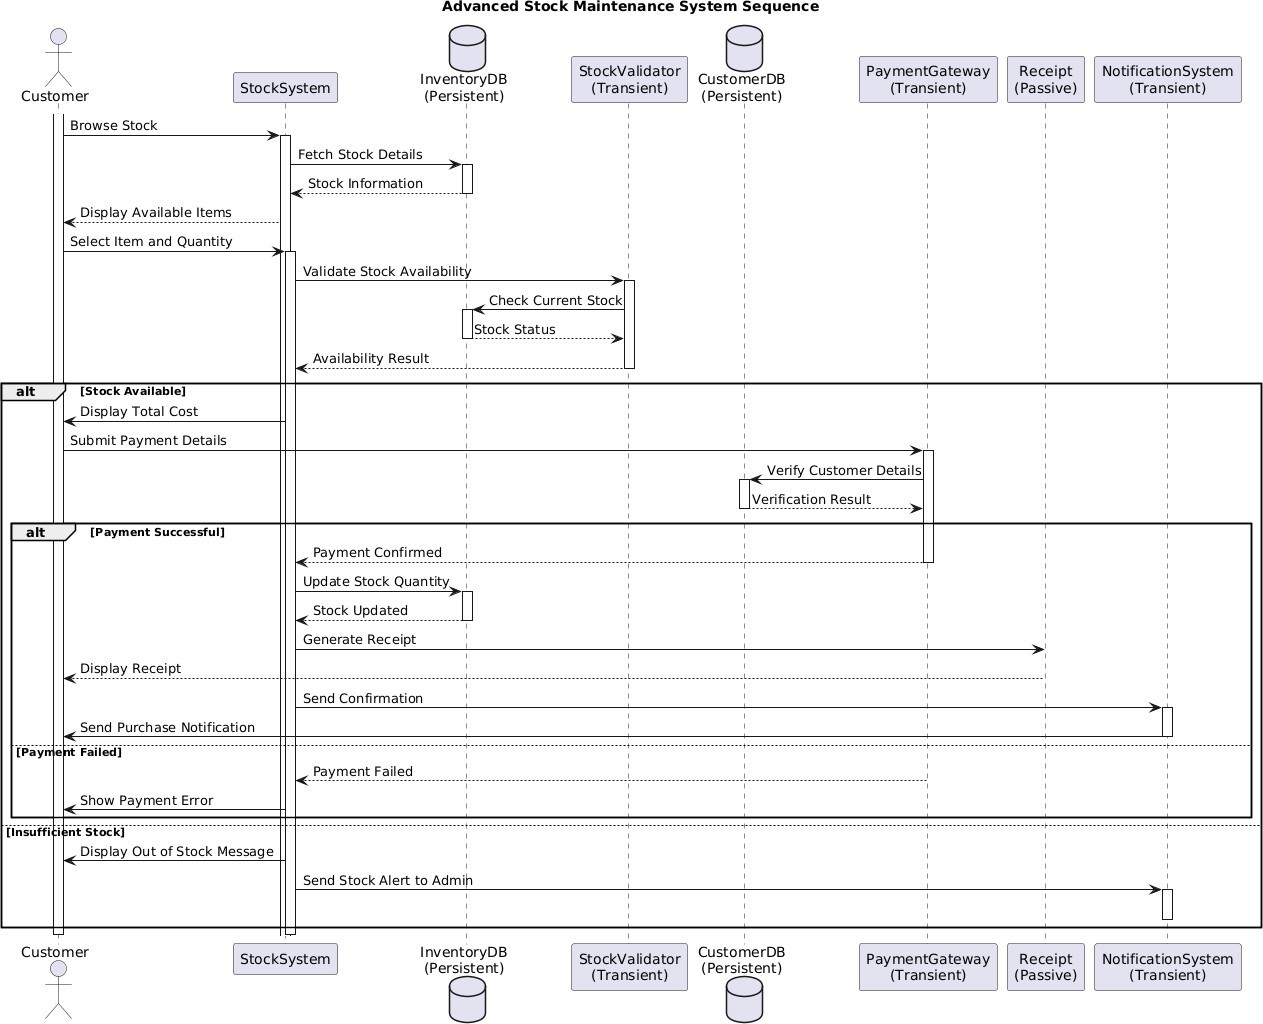 Advanced Stock Maintenance System Sequence
Customer
StockSystem
InventoryDB
(Persistent)
StockValidator
(Transient)
CustomerDB
(Persistent)
PaymentGateway
(Transient)
Receipt
(Passive)
NotificationSystem
(Transient)
Browse Stock
Fetch Stock Details
Stock Information
Display Available Items
Select Item and Quantity
Validate Stock Availability
Check Current Stock
Stock Status
Availability Result
alt [Stock Available]
Display Total Cost
Submit Payment Details
Verify Customer Details
Verification Result
alt [Payment Successful]
Payment Confirmed
Update Stock Quantity
Stock Updated
Generate Receipt
Display Receipt
Send Confirmation
Send Purchase Notification
[Payment Failed]
Payment Failed
Show Payment Error
[Insufficient Stock]
Display Out of Stock Message
Send Stock Alert to Admin
Customer
StockSystem
InventoryDB
(Persistent)
StockValidator
(Transient)
CustomerDB
(Persistent)
PaymentGateway
(Transient)
Receipt
(Passive)
NotificationSystem
(Transient)